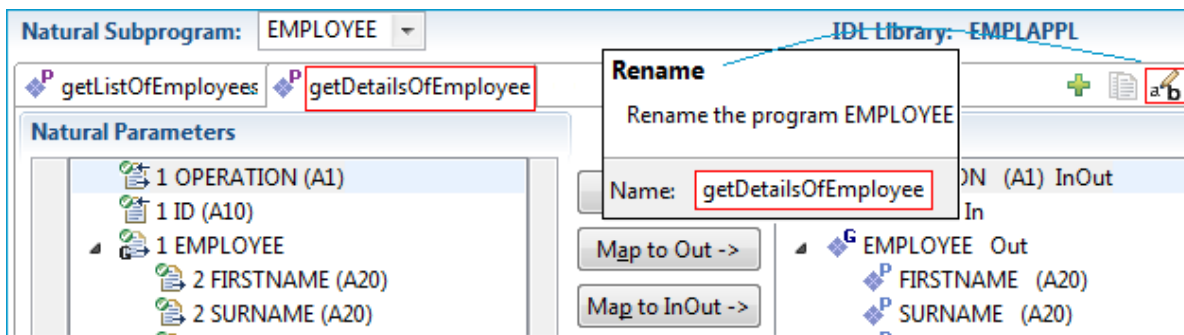 Natural Subprogram: EMPLOYEE IDL Library: EMPLAPPL
getListOfEmployees getDetailsOfEmployee
Rename
Rename the program EMPLOYEE
Name: getDetailsOfEmployee
Natural Parameters
1 OPERATION (A1) (A1) InOut
1 ID (A10) In
1 EMPLOYEE Map to Out -> EMPLOYEE Out
2 FIRSTNAME (A20) FIRSTNAME (A20)
2 SURNAME (A20) Map to InOut -> SURNAME (A20)